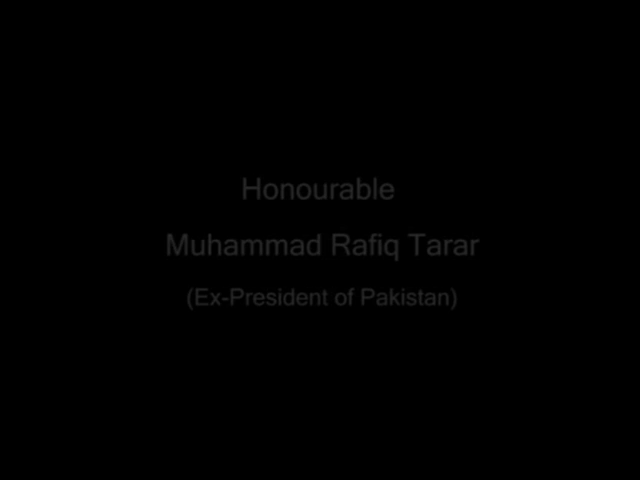 Honourable
Muhammad Rafiq Tarar
(Ex-President of Pakistan)